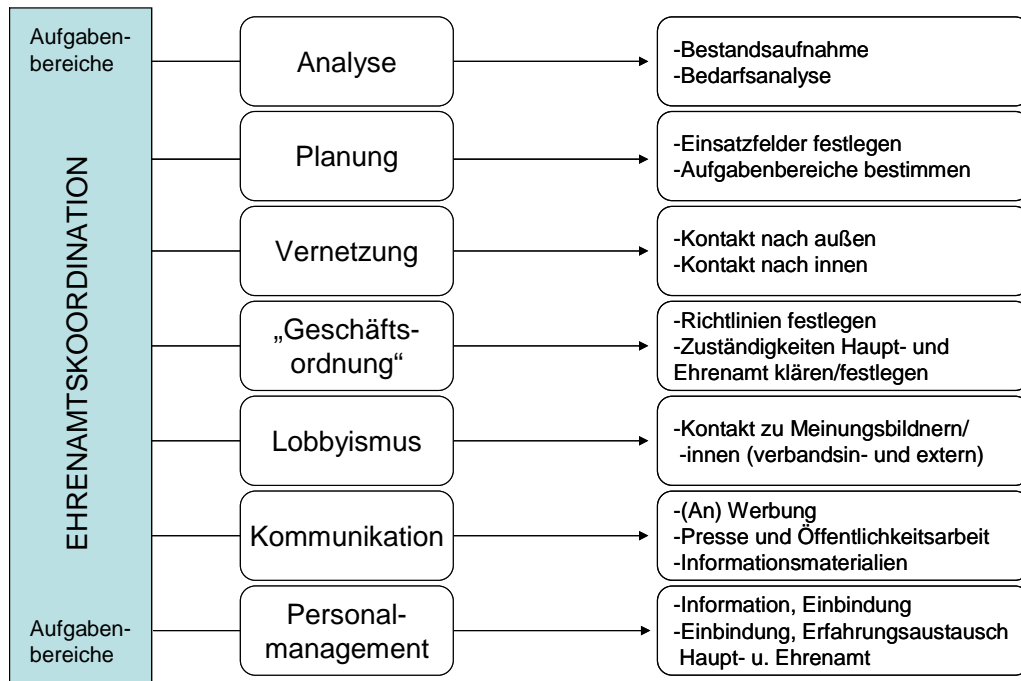 Aufgaben-
bereiche
EHRENAMTSKOORDINATION
Aufgaben-
bereiche
Analyse
-Bestandsaufnahme
-Bedarfsanalyse
Planung
-Einsatzfelder festlegen
-Aufgabenbereiche bestimmen
Vernetzung
-Kontakt nach außen
-Kontakt nach innen
„Geschäfts-
ordnung“
-Richtlinien festlegen
-Zuständigkeiten Haupt- und
Ehrenamt klären/festlegen
Lobbyismus
-Kontakt zu Meinungsbildnern/
-innen (verbandsin- und extern)
Kommunikation
-(An) Werbung
-Presse und Öffentlichkeitsarbeit
-Informationsmaterialien
Personal-
management
-Information, Einbindung
-Einbindung, Erfahrungsaustausch
Haupt- u. Ehrenamt